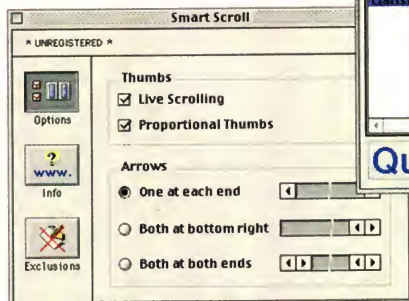 Smart Scroll
* UNREGISTERED *
Options
www.
Info
Exclusions
Thumbs
Live Scrolling
Proportional Thumbs
Arrows
One at each end
Both at bottom right
Both at both ends